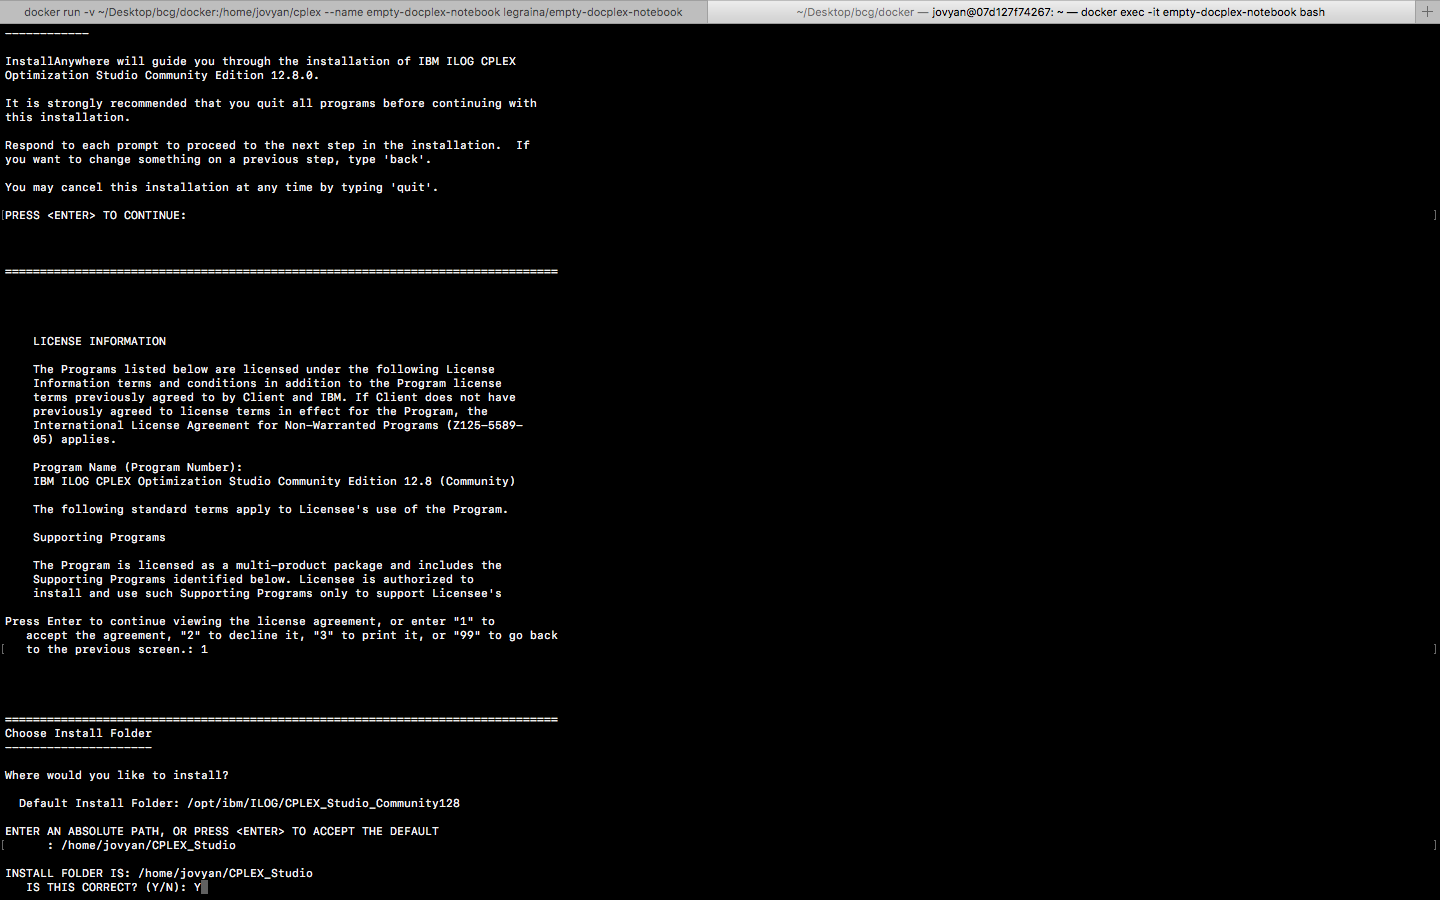 docker run -v ~/Desktop/bcg/docker:/home/jovyan/cplex --name empty-docplex-notebook legraina/empty-docplex-notebook
~/Desktop/bcg/docker — jovyan@07d127f74267: ~ — docker exec -it empty-docplex-notebook bash
+
------------
InstallAnywhere will guide you through the installation of IBM ILOG CPLEX
Optimization Studio Community Edition 12.8.0.
It is strongly recommended that you quit all programs before continuing with
this installation.
Respond to each prompt to proceed to the next step in the installation.  If
you want to change something on a previous step, type 'back'.
You may cancel this installation at any time by typing 'quit'.
[PRESS <ENTER> TO CONTINUE: ]
===============================================================================
LICENSE INFORMATION
The Programs listed below are licensed under the following License
Information terms and conditions in addition to the Program license
terms previously agreed to by Client and IBM. If Client does not have
previously agreed to license terms in effect for the Program, the
International License Agreement for Non-Warranted Programs (Z125-5589-
05) applies.
Program Name (Program Number):
IBM ILOG CPLEX Optimization Studio Community Edition 12.8 (Community)
The following standard terms apply to Licensee's use of the Program.
Supporting Programs
The Program is licensed as a multi-product package and includes the
Supporting Programs identified below. Licensee is authorized to
install and use such Supporting Programs only to support Licensee's
Press Enter to continue viewing the license agreement, or enter "1" to
accept the agreement, "2" to decline it, "3" to print it, or "99" to go back
[ to the previous screen.: 1 ]
===============================================================================
Choose Install Folder
---------------------
Where would you like to install?
Default Install Folder: /opt/ibm/ILOG/CPLEX_Studio_Community128
ENTER AN ABSOLUTE PATH, OR PRESS <ENTER> TO ACCEPT THE DEFAULT
[ : /home/jovyan/CPLEX_Studio ]
INSTALL FOLDER IS: /home/jovyan/CPLEX_Studio
IS THIS CORRECT? (Y/N): Y